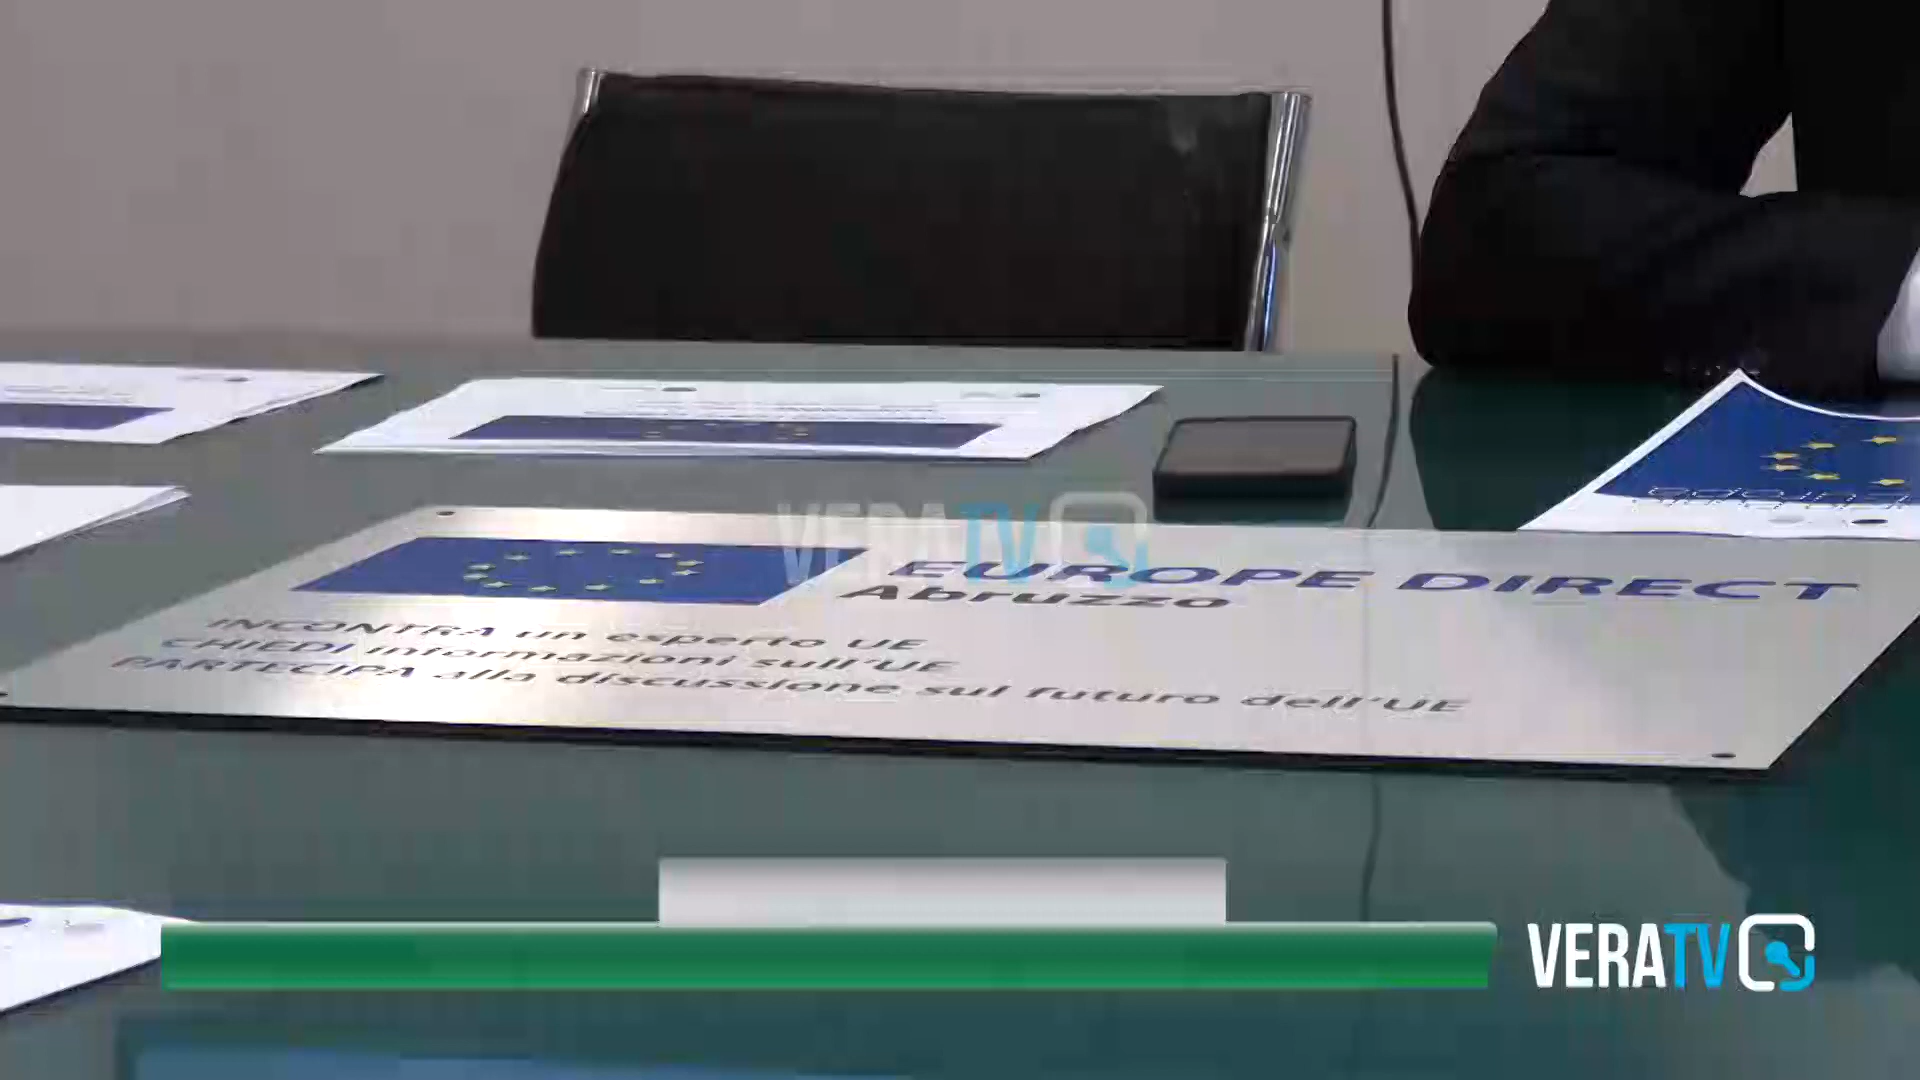 EUROPE DIRECT
Abruzzo
INCONTRA un esperto UE
CHIEDI informazioni sull'UE
PARTECIPA alla discussione sul futuro dell'UE
VERATV
VERATV